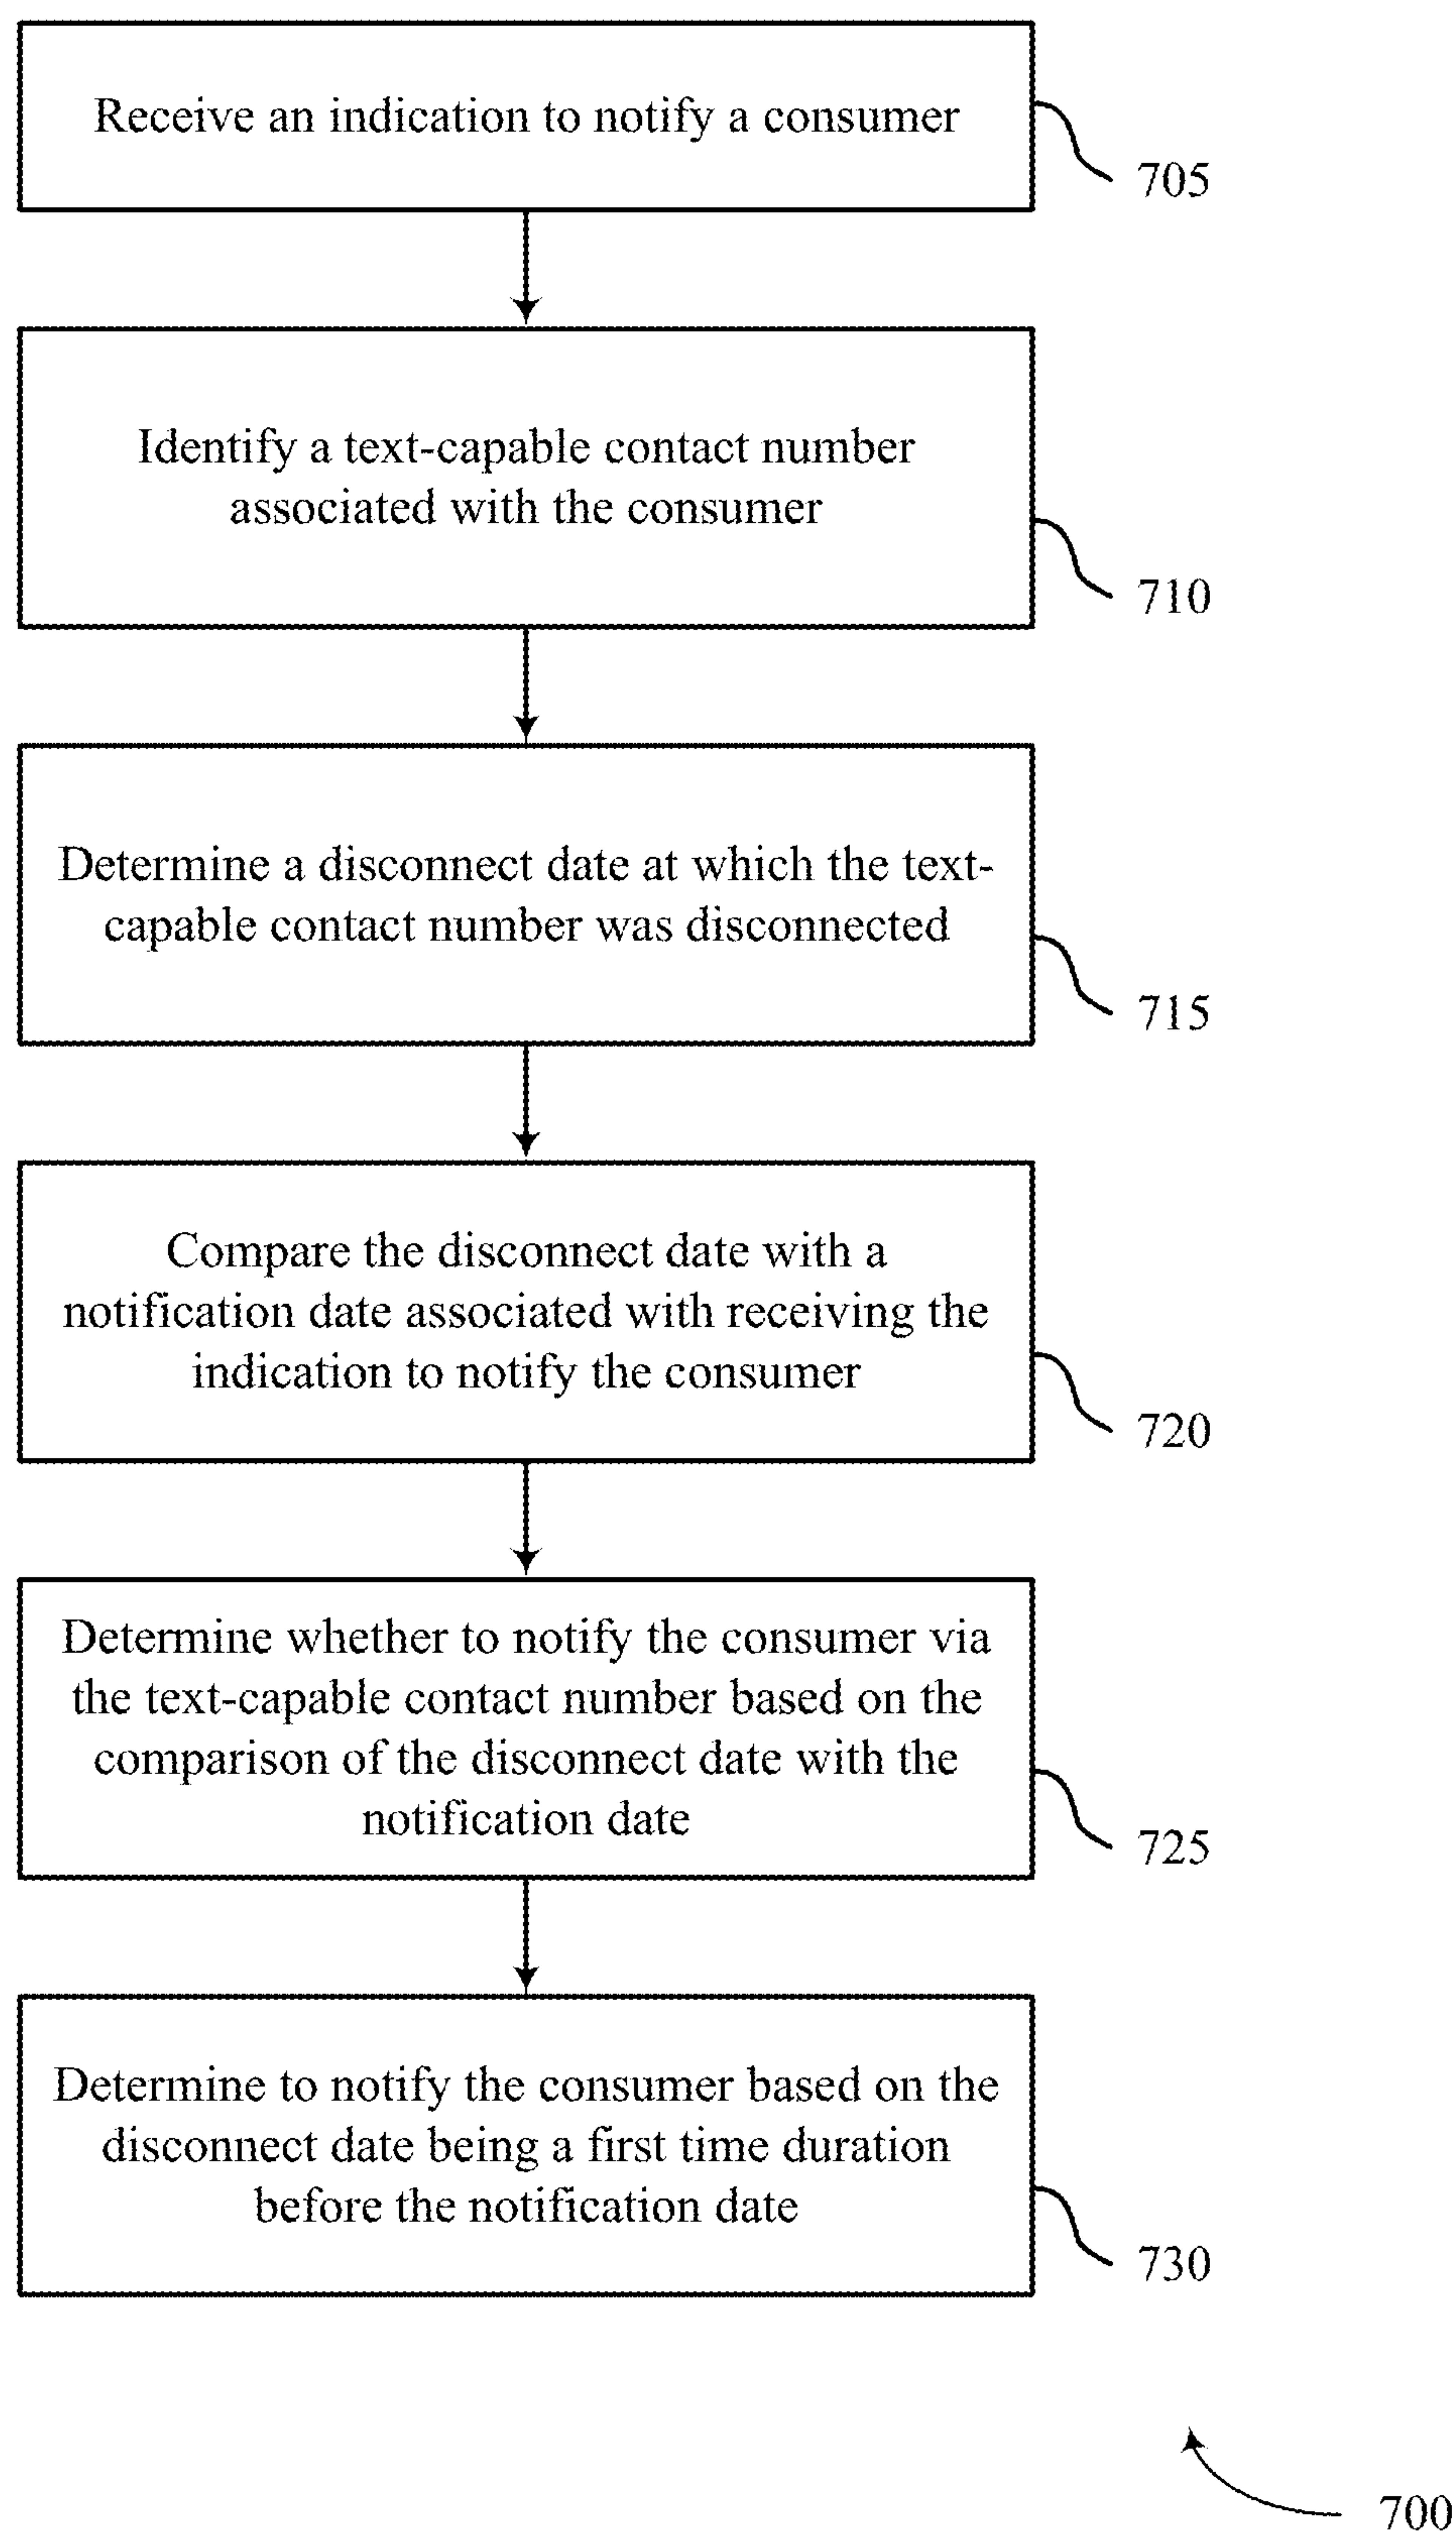 Receive an indication to notify a consumer
705
Identify a text-capable contact number
associated with the consumer
710
Determine a disconnect date at which the text-
capable contact number was disconnected
715
Compare the disconnect date with a
notification date associated with receiving the
indication to notify the consumer
720
Determine whether to notify the consumer via
the text-capable contact number based on the
comparison of the disconnect date with the
notification date
725
Determine to notify the consumer based on the
disconnect date being a first time duration
before the notification date
730
700